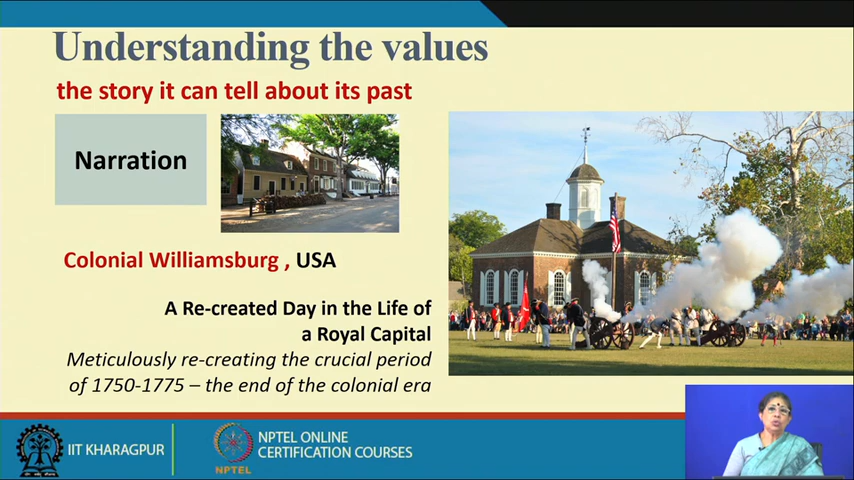 Understanding the values
the story it can tell about its past
Narration
Colonial Williamsburg , USA
A Re-created Day in the Life of
a Royal Capital
Meticulously re-creating the crucial period
of 1750-1775 – the end of the colonial era
IIT KHARAGPUR
NPTEL
NPTEL ONLINE
CERTIFICATION COURSES